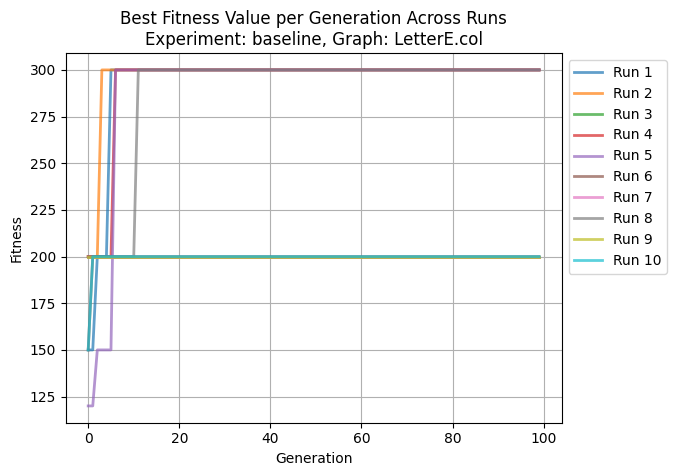 Best Fitness Value per Generation Across Runs
Experiment: baseline, Graph: LetterE.col
Fitness
300
275
250
225
200
175
150
125
0 20 40 60 80 100
Generation
Run 1
Run 2
Run 3
Run 4
Run 5
Run 6
Run 7
Run 8
Run 9
Run 10